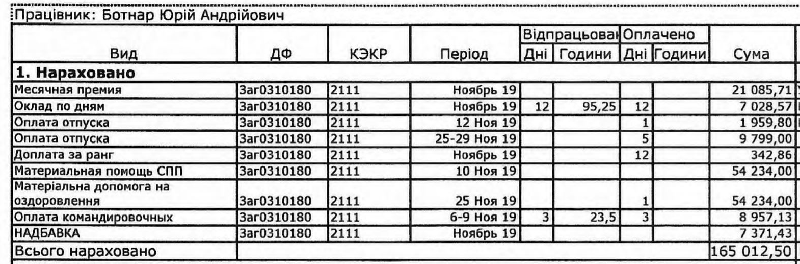 Працівник: Ботнар Юрій Андрійович
Відпрацьован Оплачено
Вид ДФ КЭКР Період Дні Години Дні Години Сума
1. Нараховано
Месячная премия Заг0310180 2111 Ноябрь 19 21 085,71
Оклад по дням Заг0310180 2111 Ноябрь 19 12 95,25 12 7 028,57
Оплата отпуска Заг0310180 2111 12 Ноя 19 1 1 959,80
Оплата отпуска Заг0310180 2111 25-29 Ноя 19 5 9 799,00
Доплата за ранг Заг0310180 2111 Ноябрь 19 12 342,86
Материальная помощь СПП Заг0310180 2111 10 Ноя 19 54 234,00
Матеріальна допомога на
оздоровлення Заг0310180 2111 25 Ноя 19 1 54 234,00
Оплата командировочных Заг0310180 2111 6-9 Ноя 19 3 23,5 3 8 957,13
НАДБАВКА Заг0310180 2111 Ноябрь 19 7 371,43
Всього нараховано 165 012,50